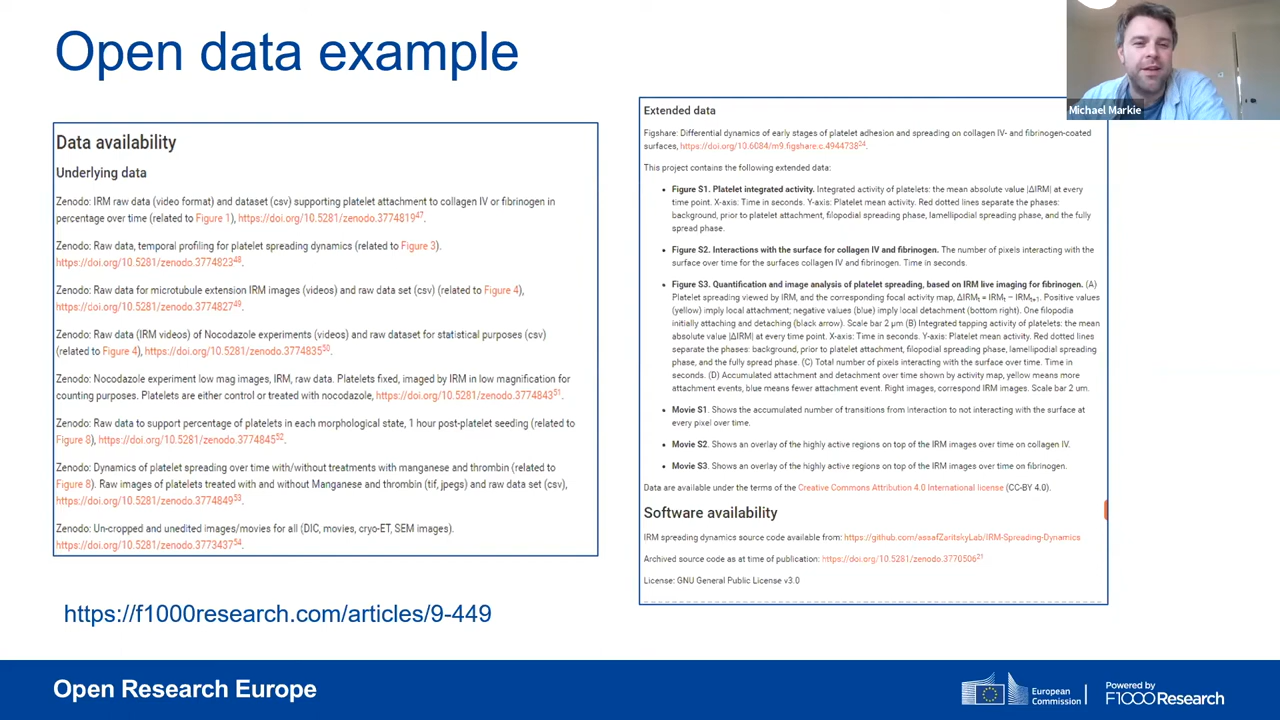 Open data example
Michael Markie
Data availability
Underlying data
Zenodo: IRM raw data (video format) and dataset (csv) supporting platelet attachment to collagen IV or fibrinogen in
percentage over time (related to Figure 1), https://doi.org/10.5281/zenodo.3774819⁴⁷.
Zenodo: Raw data, temporal profiling for platelet spreading dynamics (related to Figure 3).
https://doi.org/10.5281/zenodo.3774823⁴⁸.
Zenodo: Raw data for microtubule extension IRM images (videos) and raw data set (csv) (related to Figure 4),
https://doi.org/10.5281/zenodo.3774827⁴⁹.
Zenodo: Raw data (IRM videos) of Nocodazole experiments (videos) and raw dataset for statistical purposes (csv)
(related to Figure 4), https://doi.org/10.5281/zenodo.3774835⁵⁰.
Zenodo: Nocodazole experiment low mag images, IRM, raw data. Platelets fixed, imaged by IRM in low magnification for
counting purposes. Platelets are either control or treated with nocodazole, https://doi.org/10.5281/zenodo.3774843⁵¹.
Zenodo: Raw data to support percentage of platelets in each morphological state, 1 hour post-platelet seeding (related to
Figure 8), https://doi.org/10.5281/zenodo.3774845⁵².
Zenodo: Dynamics of platelet spreading over time with/without treatments with manganese and thrombin (related to
Figure 8). Raw images of platelets treated with and without Manganese and thrombin (tif, jpegs) and raw data set (csv),
https://doi.org/10.5281/zenodo.3774849⁵³.
Zenodo: Un-cropped and unedited images/movies for all (DIC, movies, cryo-ET, SEM images).
https://doi.org/10.5281/zenodo.3773437⁵⁴.
Extended data
Figshare: Differential dynamics of early stages of platelet adhesion and spreading on collagen IV- and fibrinogen-coated
surfaces, https://doi.org/10.6084/m9.figshare.c.4944738²⁴.
This project contains the following extended data:
• Figure S1. Platelet integrated activity. Integrated activity of platelets: the mean absolute value |ΔIRM| at every
time point. X-axis: Time in seconds. Y-axis: Platelet mean activity. Red dotted lines separate the phases:
background, prior to platelet attachment, filopodial spreading phase, lamellipodial spreading phase, and the fully
spread phase.
• Figure S2. Interactions with the surface for collagen IV and fibrinogen. The number of pixels interacting with the
surface over time for the surfaces collagen IV and fibrinogen. Time in seconds.
• Figure S3. Quantification and image analysis of platelet spreading, based on IRM live imaging for fibrinogen. (A)
Platelet spreading viewed by IRM, and the corresponding focal activity map, ΔIRMₜ = IRMₜ − IRMₜ₊₁. Positive values
(yellow) imply local attachment; negative values (blue) imply local detachment (bottom right). One filopodia
initially attaching and detaching (black arrow). Scale bar 2 μm (B) Integrated tapping activity of platelets: the mean
absolute value |ΔIRM| at every time point. X-axis: Time in seconds. Y-axis: Platelet mean activity. Red dotted lines
separate the phases: background, prior to platelet attachment, filopodial spreading phase, lamellipodial spreading
phase, and the fully spread phase. (C) Total number of pixels interacting with the surface over time. Time in
seconds. (D) Accumulated attachment and detachment over time shown by activity map, yellow means more
attachment events, blue means fewer attachment event. Right images, correspond IRM images. Scale bar 2 um.
• Movie S1. Shows the accumulated number of transitions from interaction to not interacting with the surface at
every pixel over time.
• Movie S2. Shows an overlay of the highly active regions on top of the IRM images over time on collagen IV.
• Movie S3. Shows an overlay of the highly active regions on top of the IRM images over time on fibrinogen.
Data are available under the terms of the Creative Commons Attribution 4.0 International license (CC-BY 4.0).
Software availability
IRM spreading dynamics source code available from: https://github.com/assafZaritskyLab/IRM-Spreading-Dynamics
Archived source code as at time of publication: https://doi.org/10.5281/zenodo.3770506²¹
License: GNU General Public License v3.0
https://f1000research.com/articles/9-449
Open Research Europe
European
Commission
Powered by
F1000Research